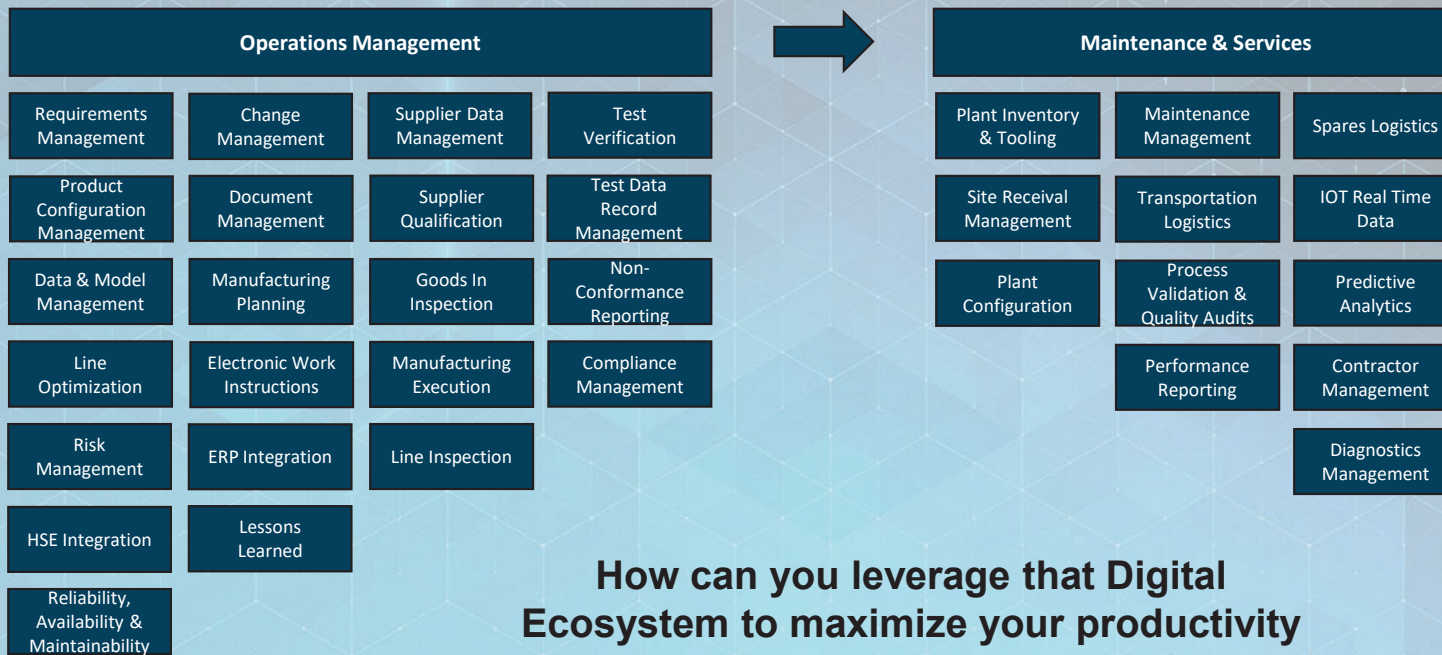 Operations Management
Requirements
Management
Change
Management
Supplier Data
Management
Test
Verification
Product
Configuration
Management
Document
Management
Supplier
Qualification
Test Data
Record
Management
Data & Model
Management
Manufacturing
Planning
Goods In
Inspection
Non-
Conformance
Reporting
Line
Optimization
Electronic Work
Instructions
Manufacturing
Execution
Compliance
Management
Risk
Management
ERP Integration
Line Inspection
HSE Integration
Lessons
Learned
Reliability,
Availability &
Maintainability
Maintenance & Services
Plant Inventory
& Tooling
Maintenance
Management
Spares Logistics
Site Receival
Management
Transportation
Logistics
IOT Real Time
Data
Plant
Configuration
Process
Validation &
Quality Audits
Predictive
Analytics
Performance
Reporting
Contractor
Management
Diagnostics
Management
How can you leverage that Digital
Ecosystem to maximize your productivity